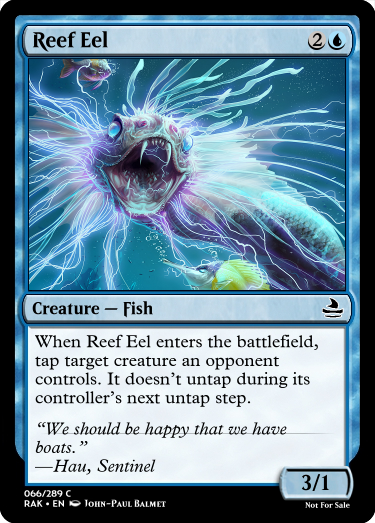 Reef Eel 2
Creature — Fish
When Reef Eel enters the battlefield,
tap target creature an opponent
controls. It doesn't untap during its
controller's next untap step.
"We should be happy that we have
boats."
—Hau, Sentinel
3/1
066/289 C
RAK • EN John-Paul Balmet
Not For Sale